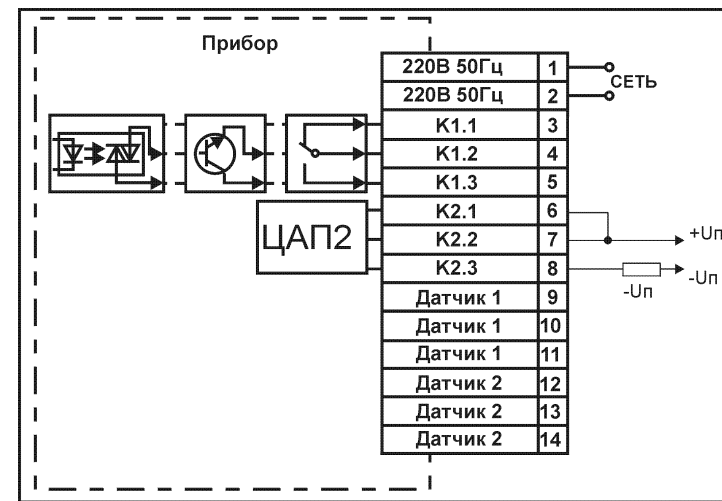 Прибор
220В 50Гц 1
220В 50Гц 2
СЕТЬ
К1.1 3
К1.2 4
К1.3 5
К2.1 6
ЦАП2
К2.2 7
+Uп
К2.3 8
-Uп
-Uп
Датчик 1 9
Датчик 1 10
Датчик 1 11
Датчик 2 12
Датчик 2 13
Датчик 2 14